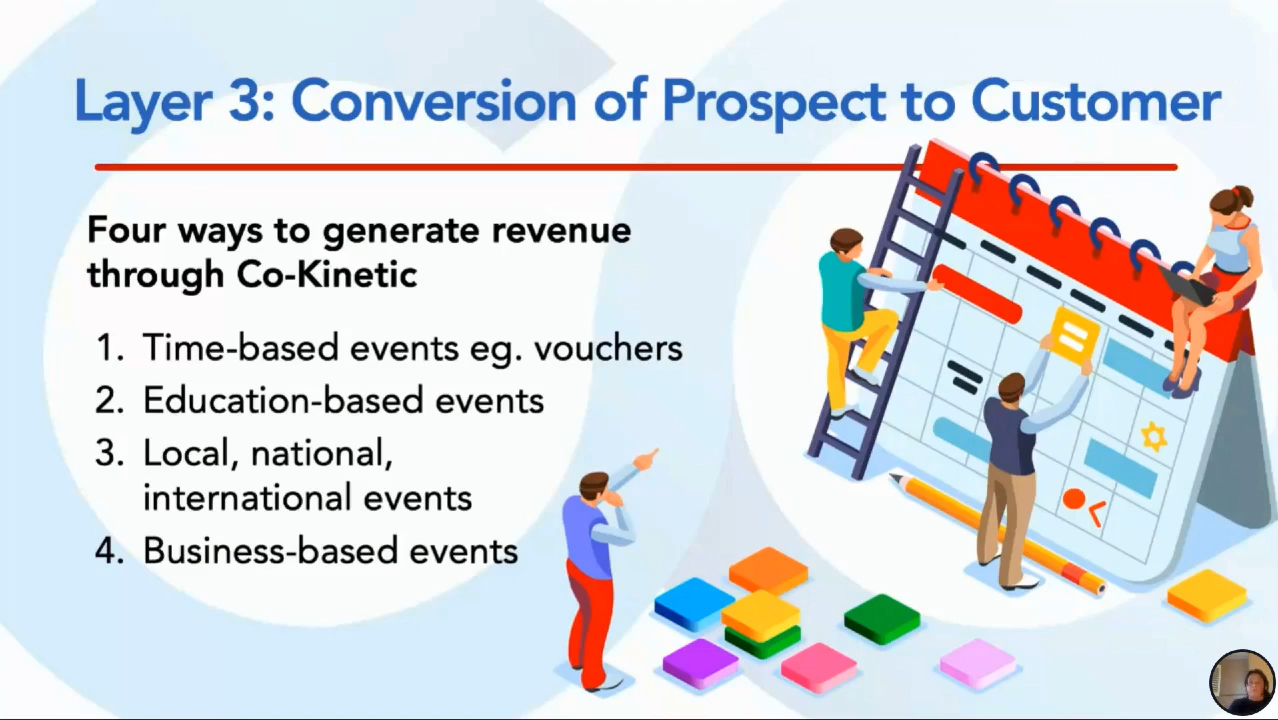 Layer 3: Conversion of Prospect to Customer
Four ways to generate revenue
through Co-Kinetic
1. Time-based events eg. vouchers
2. Education-based events
3. Local, national,
international events
4. Business-based events